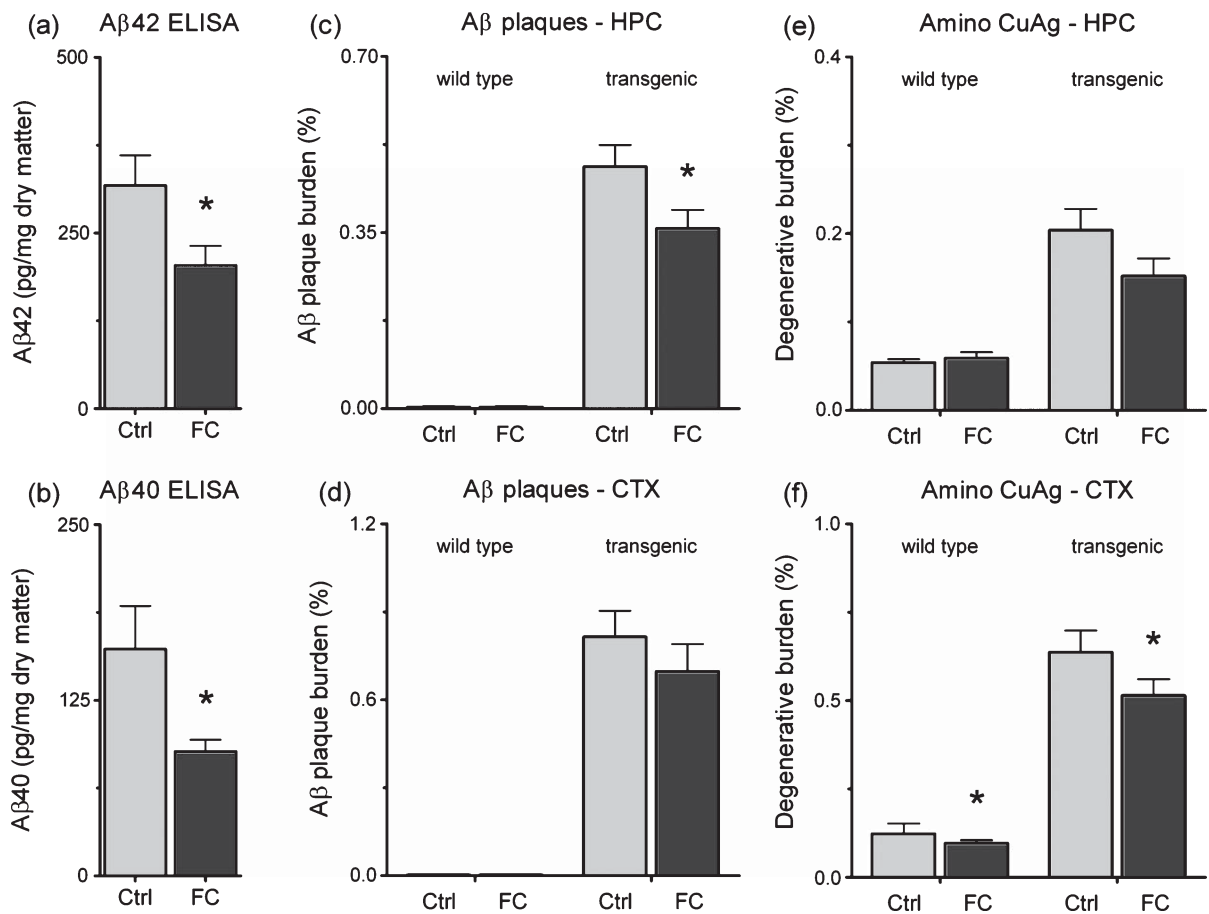 (a) Aβ42 ELISA
500
250
0
Aβ42 (pg/mg dry matter)
*
Ctrl FC
(c) Aβ plaques - HPC
0.70
0.35
0.00
Aβ plaque burden (%)
wild type transgenic
*
Ctrl FC Ctrl FC
(e) Amino CuAg - HPC
0.4
0.2
0.0
Degenerative burden (%)
wild type transgenic
Ctrl FC Ctrl FC
(b) Aβ40 ELISA
250
125
0
Aβ40 (pg/mg dry matter)
*
Ctrl FC
(d) Aβ plaques - CTX
1.2
0.6
0.0
Aβ plaque burden (%)
wild type transgenic
Ctrl FC Ctrl FC
(f) Amino CuAg - CTX
1.0
0.5
0.0
Degenerative burden (%)
wild type transgenic
* *
Ctrl FC Ctrl FC